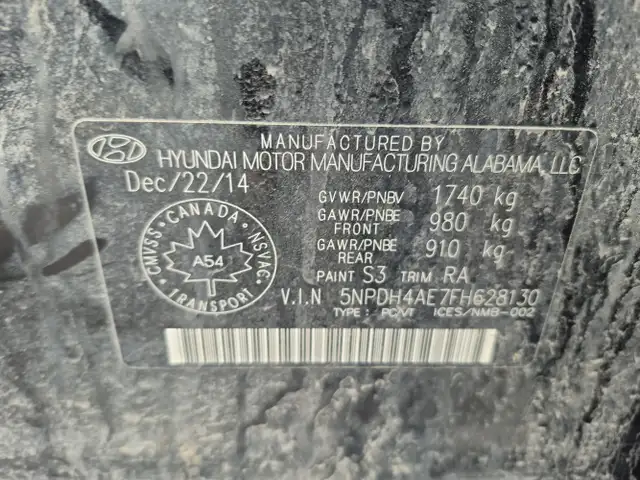 MANUFACTURED BY
HYUNDAI MOTOR MANUFACTURING ALABAMA, LLC
Dec/22/14
GVWR/PNBV 1740 kg
GAWR/PNBE FRONT 980 kg
GAWR/PNBE REAR 910 kg
PAINT S3 TRIM RA
V.I.N 5NPDH4AE7FH628130
TYPE : PC/VT ICES/NMB-002
CANADA
CMVSS NSVAC
A54
TRANSPORT